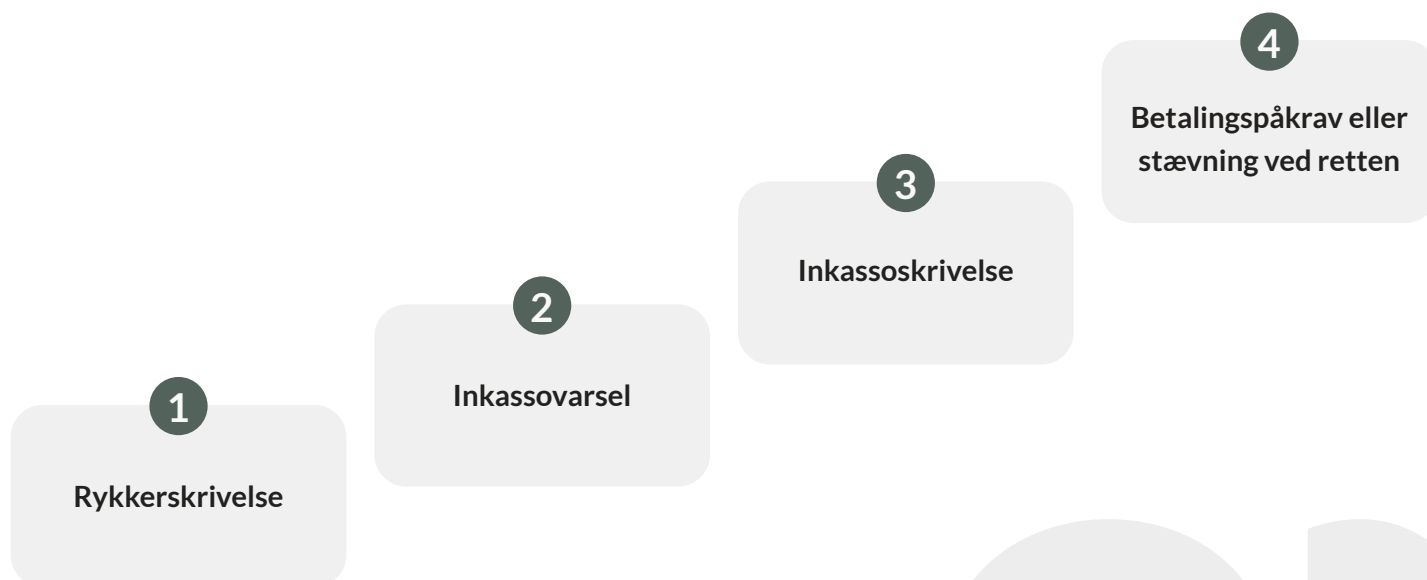 1
Rykkerskrivelse
2
Inkassovarsel
3
Inkassoskrivelse
4
Betalingspåkrav eller
stævning ved retten